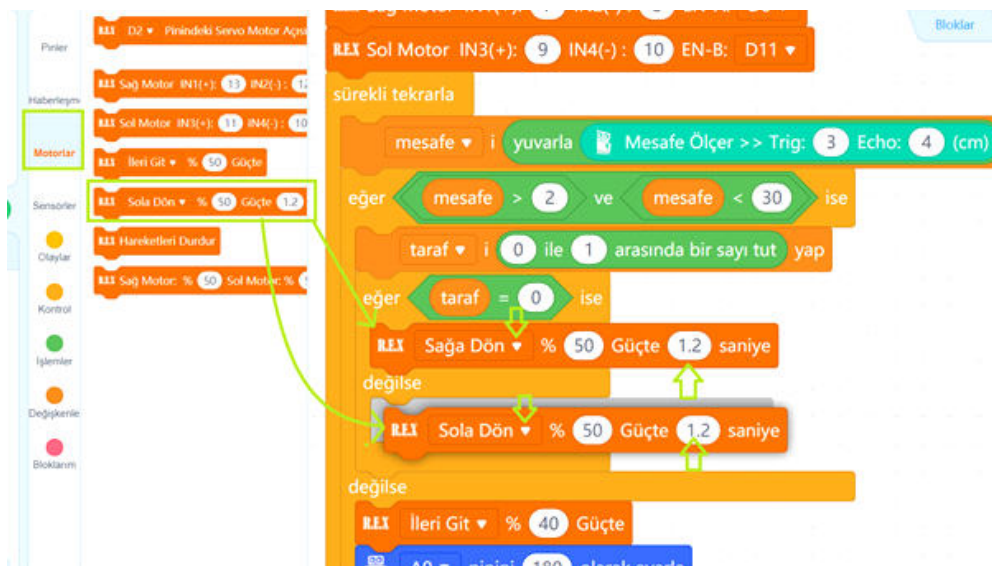 Pinler
Haberleşm
Motorlar
Sensörler
Olaylar
Kontrol
İşlemler
Değişkenle
Bloklarım
R.E.X D2 Pinindeki Servo Motor Açısı
R.E.X Sağ Motor IN1(+): 13 IN2(-) : 12
R.E.X Sol Motor IN3(+): 11 IN4(-) : 10
R.E.X İleri Git % 50 Güçte
R.E.X Sola Dön % 50 Güçte 1.2
R.E.X Hareketleri Durdur
R.E.X Sağ Motor: % 50 Sol Motor: %
Bloklar
R.E.X Sol Motor IN3(+): 9 IN4(-) : 10 EN-B: D11
sürekli tekrarla
mesafe i yuvarla Mesafe Ölçer >> Trig: 3 Echo: 4 (cm)
eğer mesafe > 2 ve mesafe < 30 ise
taraf i 0 ile 1 arasında bir sayı tut yap
eğer taraf = 0 ise
R.E.X Sağa Dön % 50 Güçte 1.2 saniye
değilse
R.E.X Sola Dön % 50 Güçte 1.2 saniye
değilse
R.E.X İleri Git % 40 Güçte